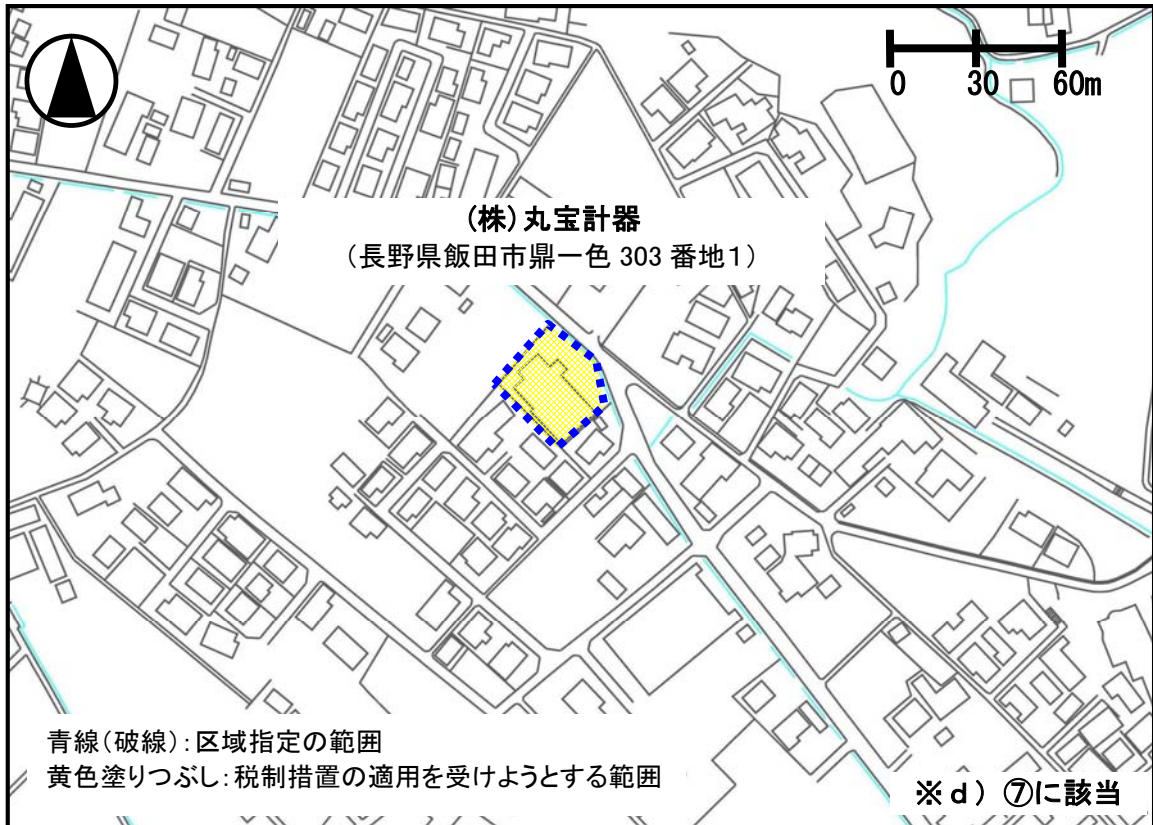 0 30 60m
(株)丸宝計器
(長野県飯田市鼎一色 303 番地1)
青線(破線):区域指定の範囲
黄色塗りつぶし:税制措置の適用を受けようとする範囲
※d) ⑦に該当